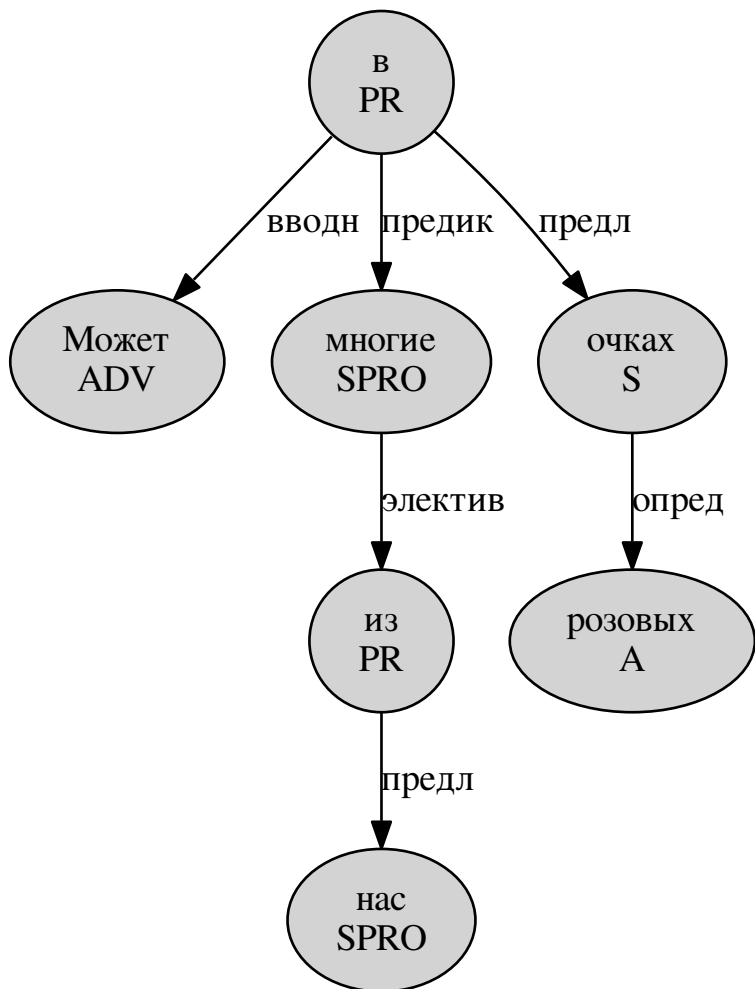 в
PR
вводн
предик
предл
Может
ADV
многие
SPRO
очках
S
электив
опред
из
PR
розовых
A
предл
нас
SPRO